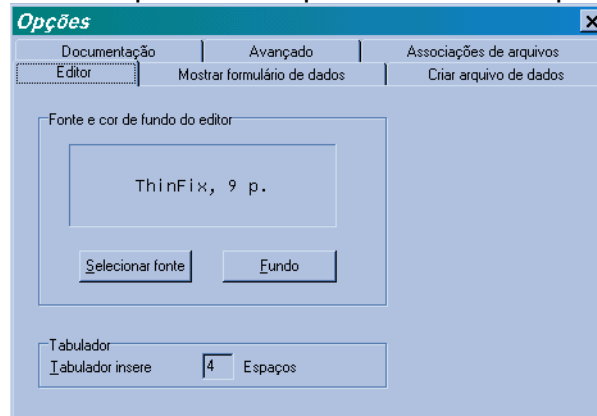 Opções
Documentação Avançado Associações de arquivos
Editor Mostrar formulário de dados Criar arquivo de dados
Fonte e cor de fundo do editor
ThinFix, 9 p.
Selecionar fonte Fundo
Tabulador
Tabulador insere 4 Espaços